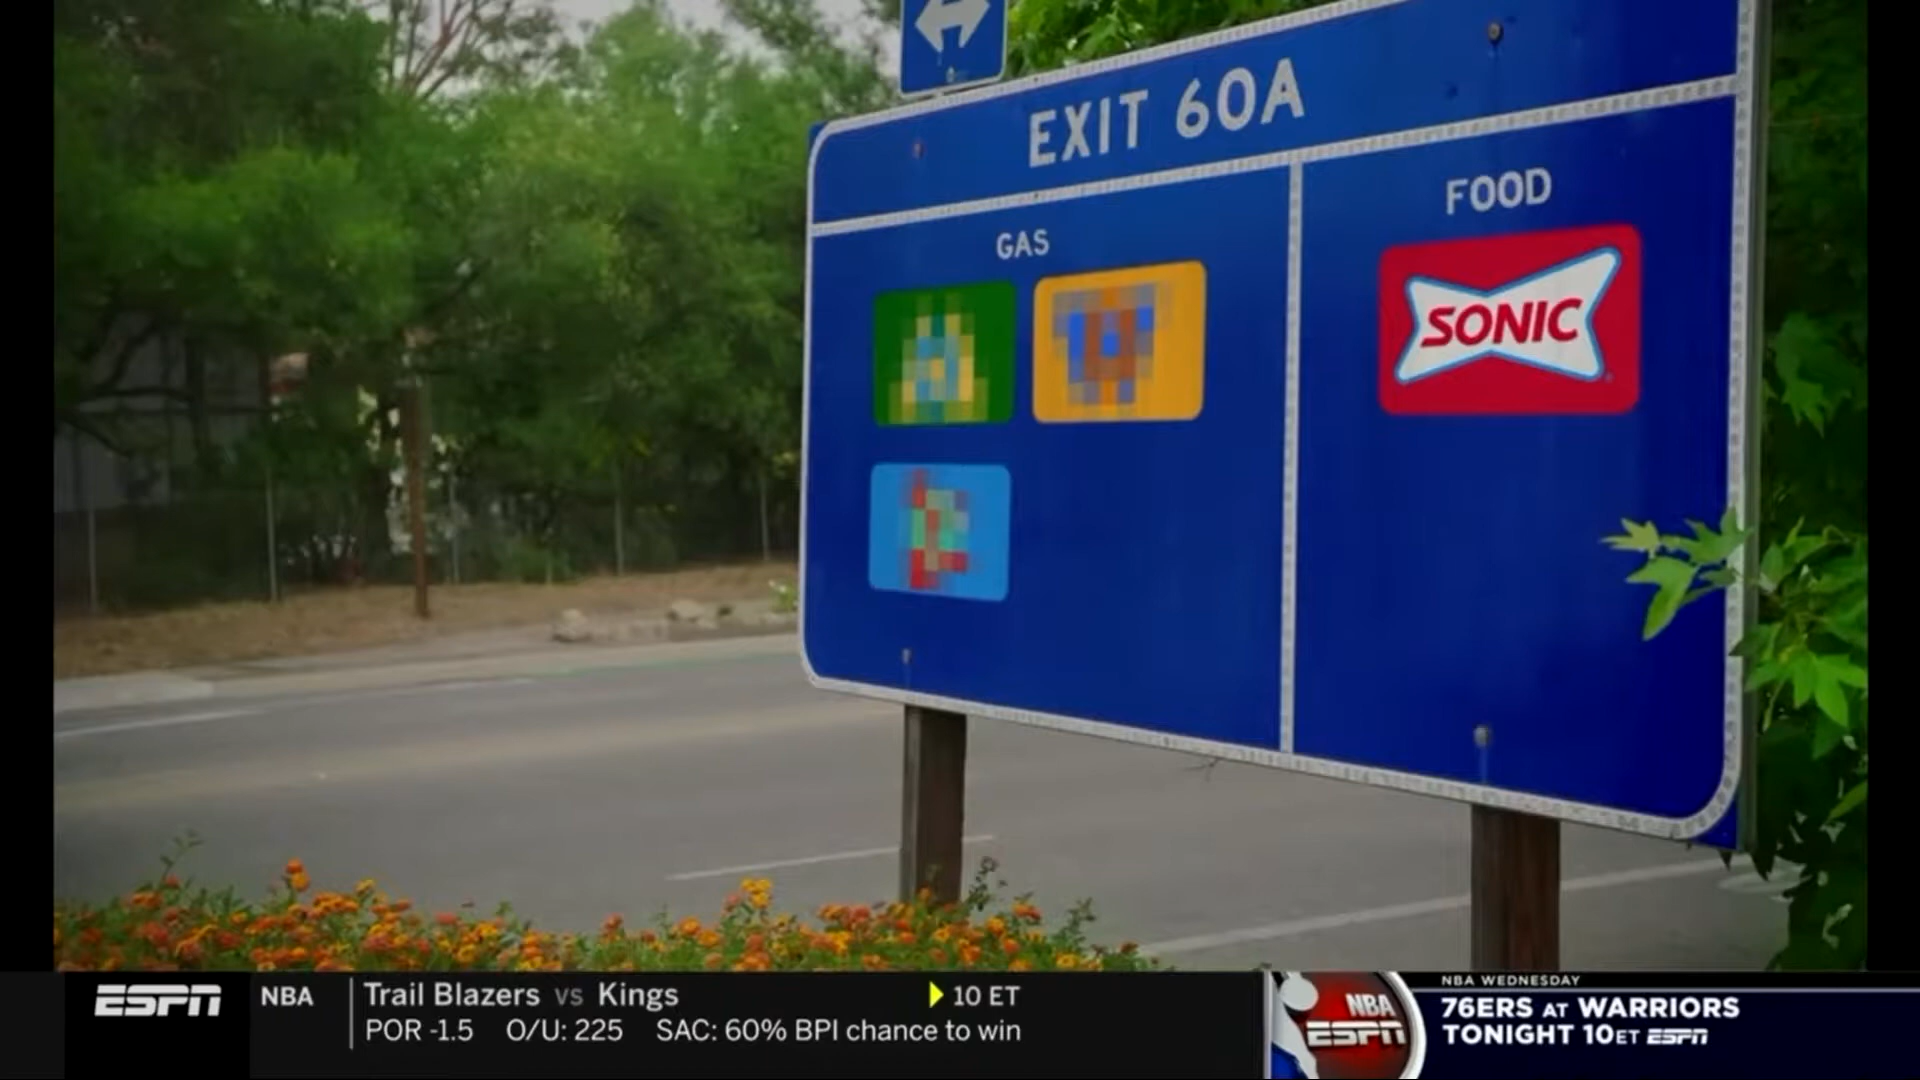 EXIT 60A
GAS
FOOD
SONIC
ESPN
NBA
Trail Blazers vs Kings
10 ET
POR -1.5 O/U: 225 SAC: 60% BPI chance to win
NBA
ESPN
NBA WEDNESDAY
76ERS AT WARRIORS
TONIGHT 10ET ESPN